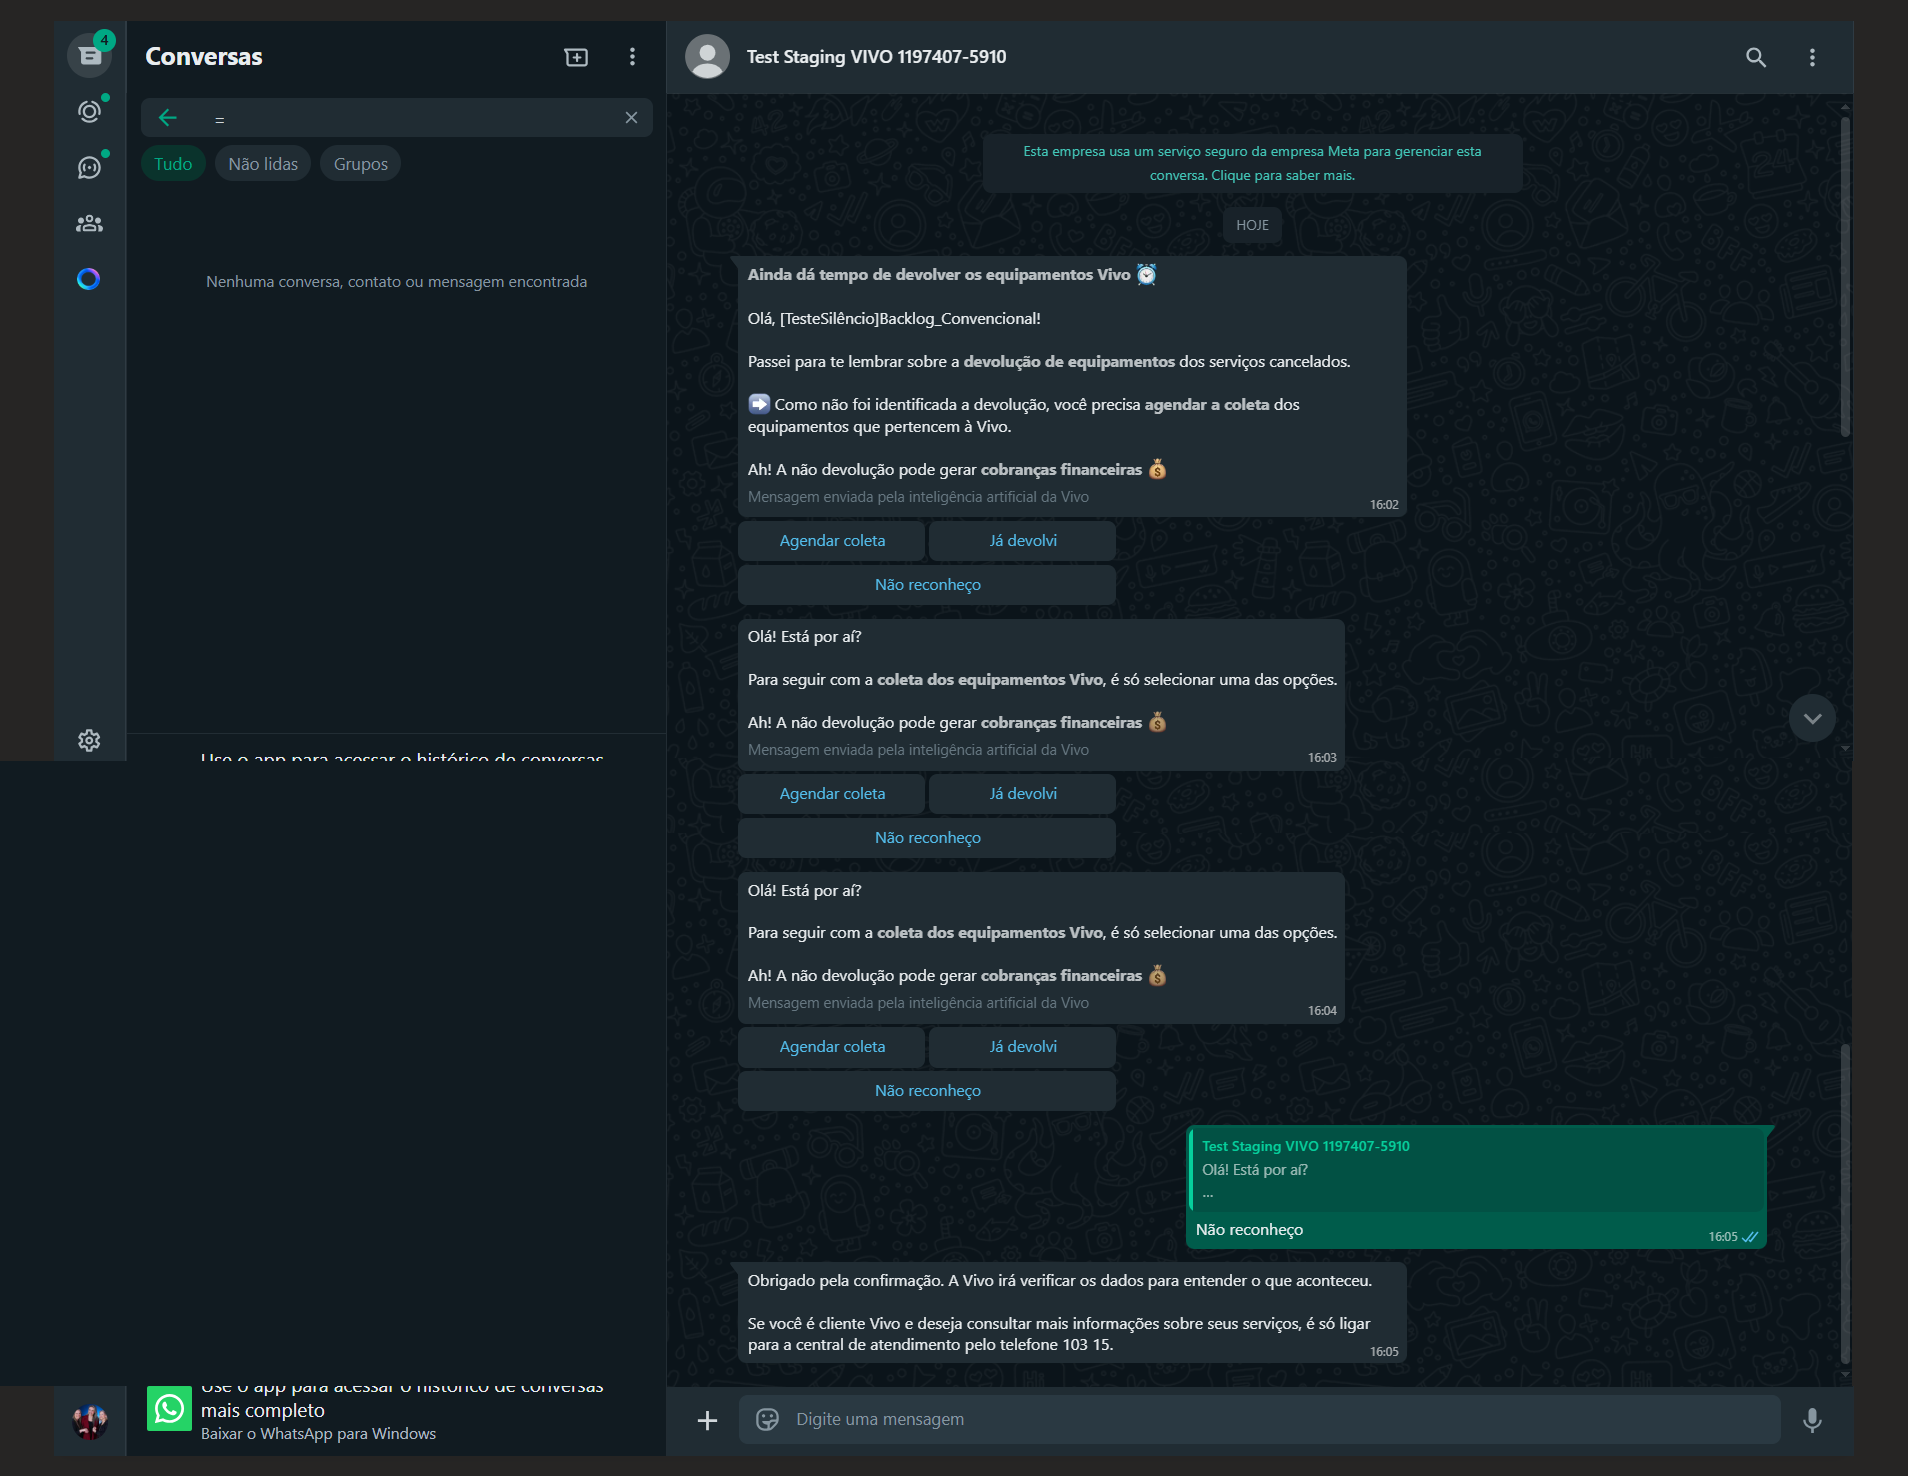 4
Conversas
=
Tudo
Não lidas
Grupos
Nenhuma conversa, contato ou mensagem encontrada
Use o app para acessar o histórico de conversas
Use o app para acessar o histórico de conversas
mais completo
Baixar o WhatsApp para Windows
Test Staging VIVO 1197407-5910
Esta empresa usa um serviço seguro da empresa Meta para gerenciar esta
conversa. Clique para saber mais.
HOJE
Ainda dá tempo de devolver os equipamentos Vivo ⏰
Olá, [TesteSilêncio]Backlog_Convencional!
Passei para te lembrar sobre a devolução de equipamentos dos serviços cancelados.
➡️ Como não foi identificada a devolução, você precisa agendar a coleta dos
equipamentos que pertencem à Vivo.
Ah! A não devolução pode gerar cobranças financeiras 💰
Mensagem enviada pela inteligência artificial da Vivo
16:02
Agendar coleta
Já devolvi
Não reconheço
Olá! Está por aí?
Para seguir com a coleta dos equipamentos Vivo, é só selecionar uma das opções.
Ah! A não devolução pode gerar cobranças financeiras 💰
Mensagem enviada pela inteligência artificial da Vivo
16:03
Agendar coleta
Já devolvi
Não reconheço
Olá! Está por aí?
Para seguir com a coleta dos equipamentos Vivo, é só selecionar uma das opções.
Ah! A não devolução pode gerar cobranças financeiras 💰
Mensagem enviada pela inteligência artificial da Vivo
16:04
Agendar coleta
Já devolvi
Não reconheço
Test Staging VIVO 1197407-5910
Olá! Está por aí?
...
Não reconheço
16:05
Obrigado pela confirmação. A Vivo irá verificar os dados para entender o que aconteceu.
Se você é cliente Vivo e deseja consultar mais informações sobre seus serviços, é só ligar
para a central de atendimento pelo telefone 103 15.
16:05
Digite uma mensagem